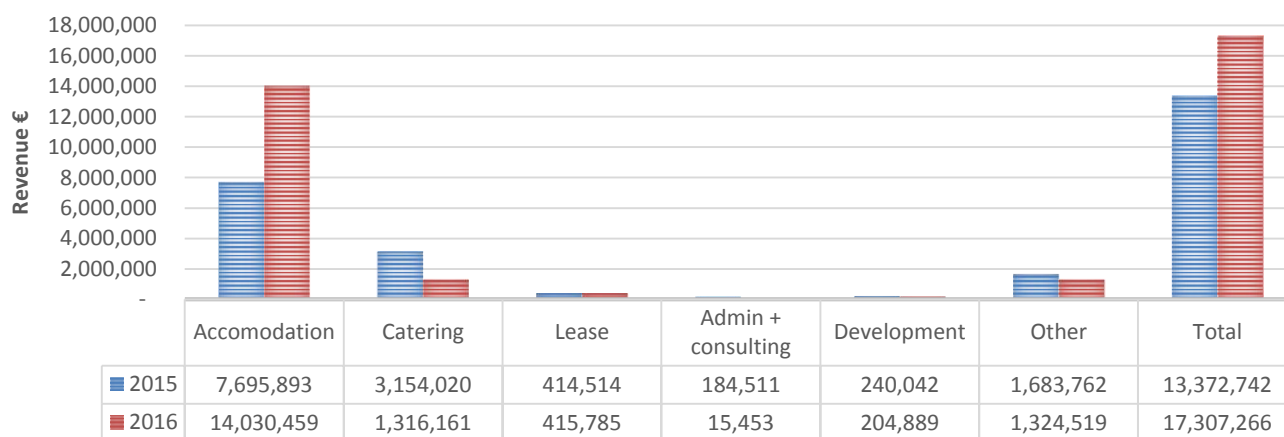 18,000,000
16,000,000
14,000,000
12,000,000
10,000,000
8,000,000
6,000,000
4,000,000
2,000,000
-
Revenue €
Accomodation Catering Lease Admin + consulting Development Other Total
2015 7,695,893 3,154,020 414,514 184,511 240,042 1,683,762 13,372,742
2016 14,030,459 1,316,161 415,785 15,453 204,889 1,324,519 17,307,266